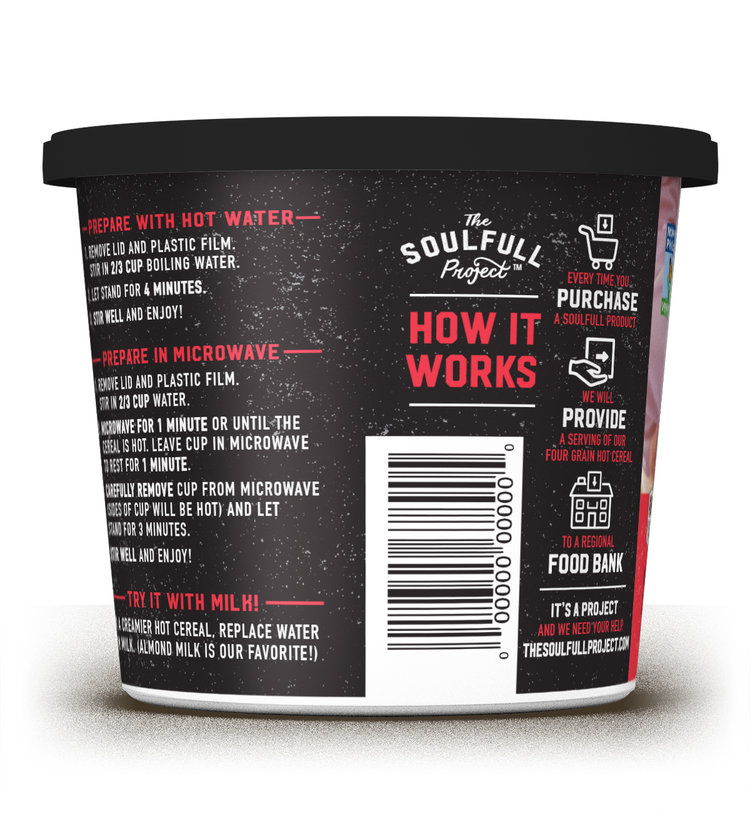 PREPARE WITH HOT WATER
REMOVE LID AND PLASTIC FILM.
STIR IN 2/3 CUP BOILING WATER.
LET STAND FOR 4 MINUTES.
STIR WELL AND ENJOY!
PREPARE IN MICROWAVE
REMOVE LID AND PLASTIC FILM.
STIR IN 2/3 CUP WATER.
MICROWAVE FOR 1 MINUTE OR UNTIL THE
CEREAL IS HOT. LEAVE CUP IN MICROWAVE
TO REST FOR 1 MINUTE.
CAREFULLY REMOVE CUP FROM MICROWAVE
(SIDES OF CUP WILL BE HOT) AND LET
STAND FOR 3 MINUTES.
STIR WELL AND ENJOY!
TRY IT WITH MILK!
A CREAMIER HOT CEREAL, REPLACE WATER
MILK. (ALMOND MILK IS OUR FAVORITE!)
The
SOULFULL
Project™
HOW IT
WORKS
0 00000 00000 0
EVERY TIME YOU
PURCHASE
A SOULFULL PRODUCT
WE WILL
PROVIDE
A SERVING OF OUR
FOUR GRAIN HOT CEREAL
TO A REGIONAL
FOOD BANK
IT'S A PROJECT
AND WE NEED YOUR HELP.
THESOULFULLPROJECT.COM